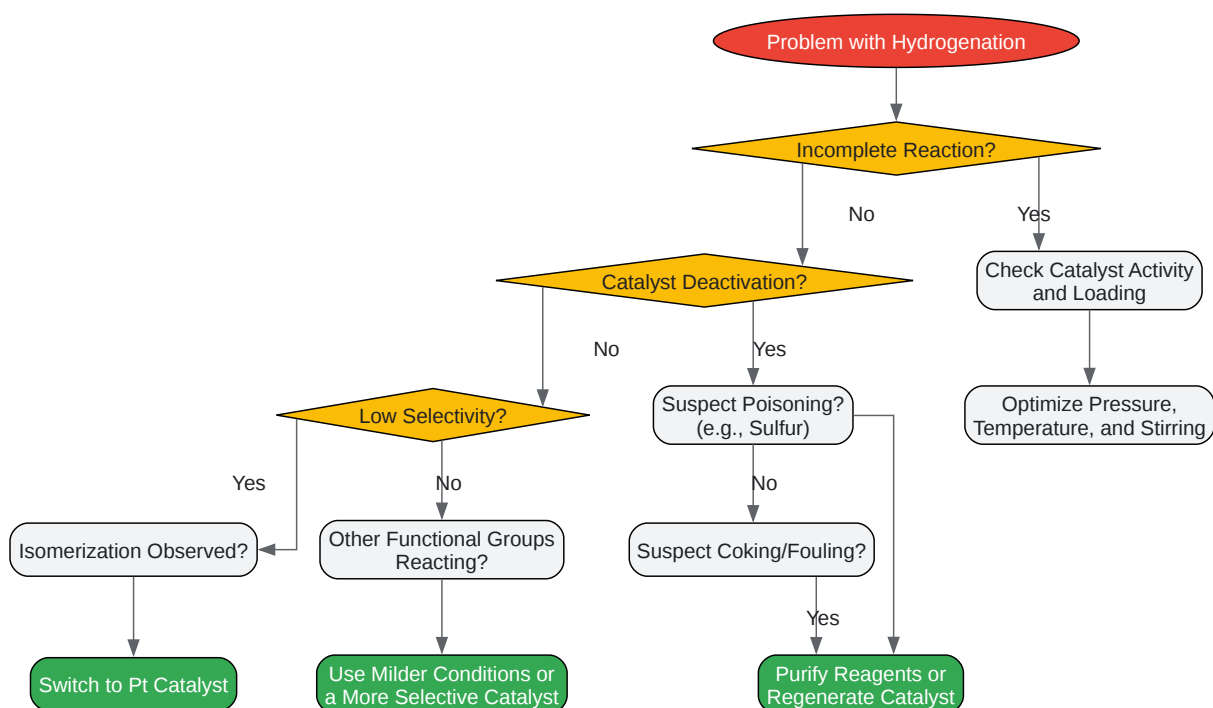 Problem with Hydrogenation
Incomplete Reaction?
No
Yes
Catalyst Deactivation?
Check Catalyst Activity
and Loading
No
Yes
Low Selectivity?
Suspect Poisoning?
(e.g., Sulfur)
Optimize Pressure,
Temperature, and Stirring
Yes
No
No
Isomerization Observed?
Other Functional Groups
Reacting?
Suspect Coking/Fouling?
Yes
Switch to Pt Catalyst
Use Milder Conditions or
a More Selective Catalyst
Purify Reagents or
Regenerate Catalyst